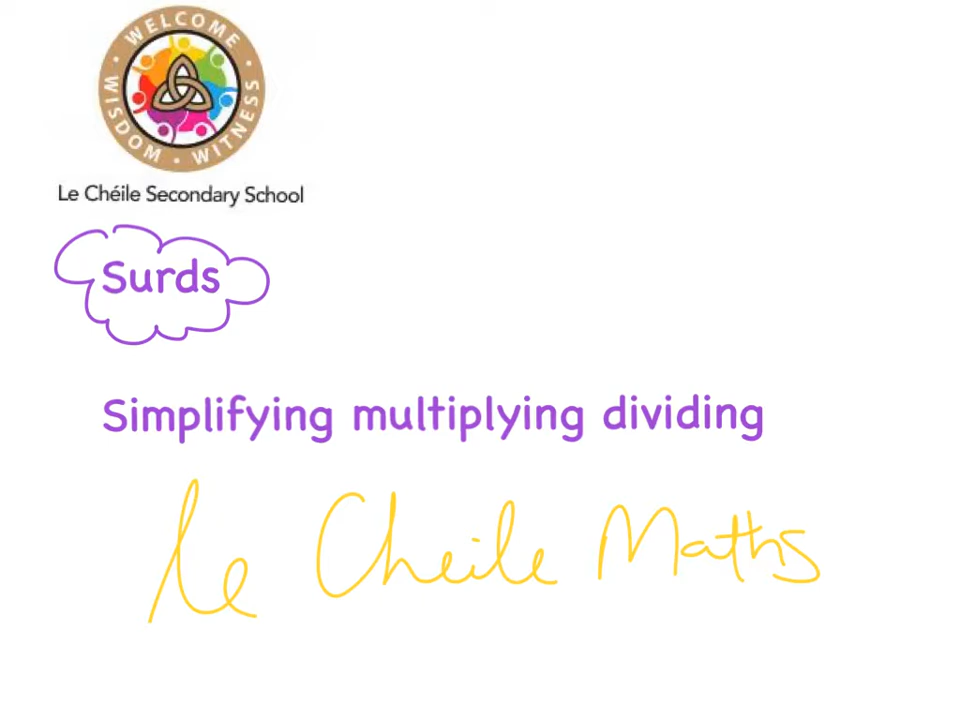 WELCOME · WITNESS · WISDOM ·
Le Chéile Secondary School
Surds
Simplifying multiplying dividing
Le Cheile Maths